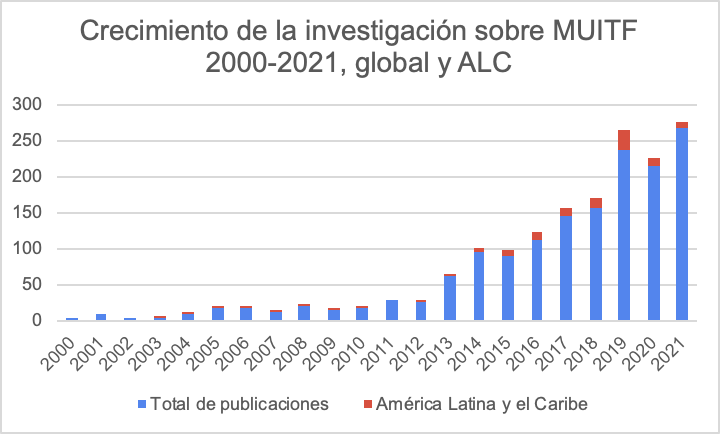 Crecimiento de la investigación sobre MUITF
2000-2021, global y ALC
300
250
200
150
100
50
0
2000 2001 2002 2003 2004 2005 2006 2007 2008 2009 2010 2011 2012 2013 2014 2015 2016 2017 2018 2019 2020 2021
Total de publicaciones América Latina y el Caribe